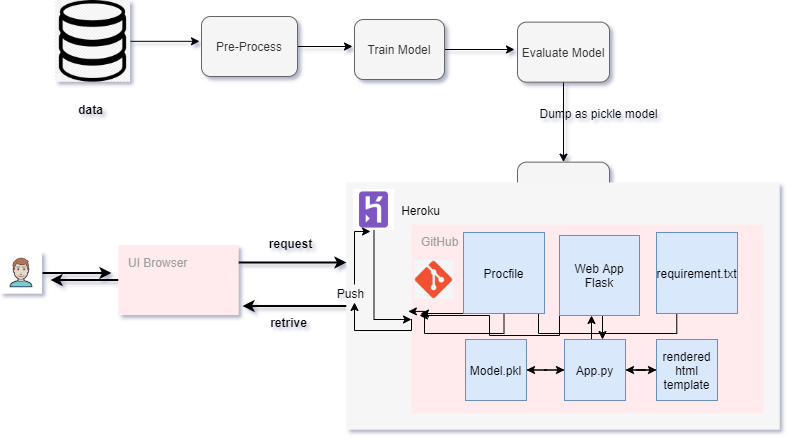 Pre-Process
Train Model
Evaluate Model
data
Dump as pickle model
Heroku
request
GitHub
UI Browser
Procfile
Web App
Flask
requirement.txt
Push
retrive
Model.pkl
App.py
rendered
html
template